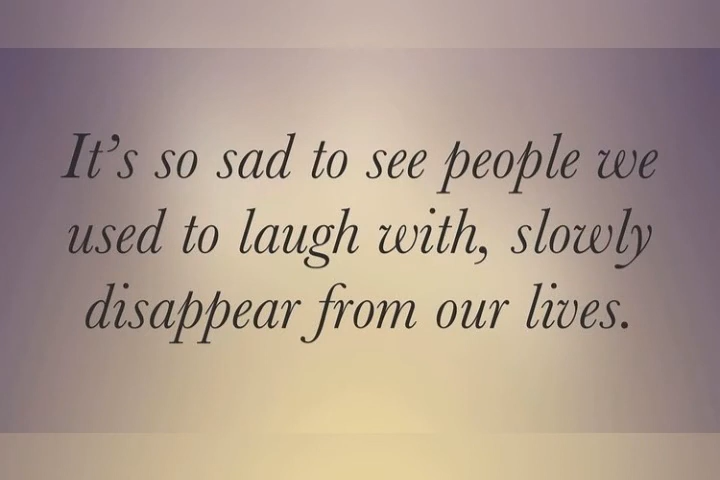 It’s so sad to see people we
used to laugh with, slowly
disappear from our lives.